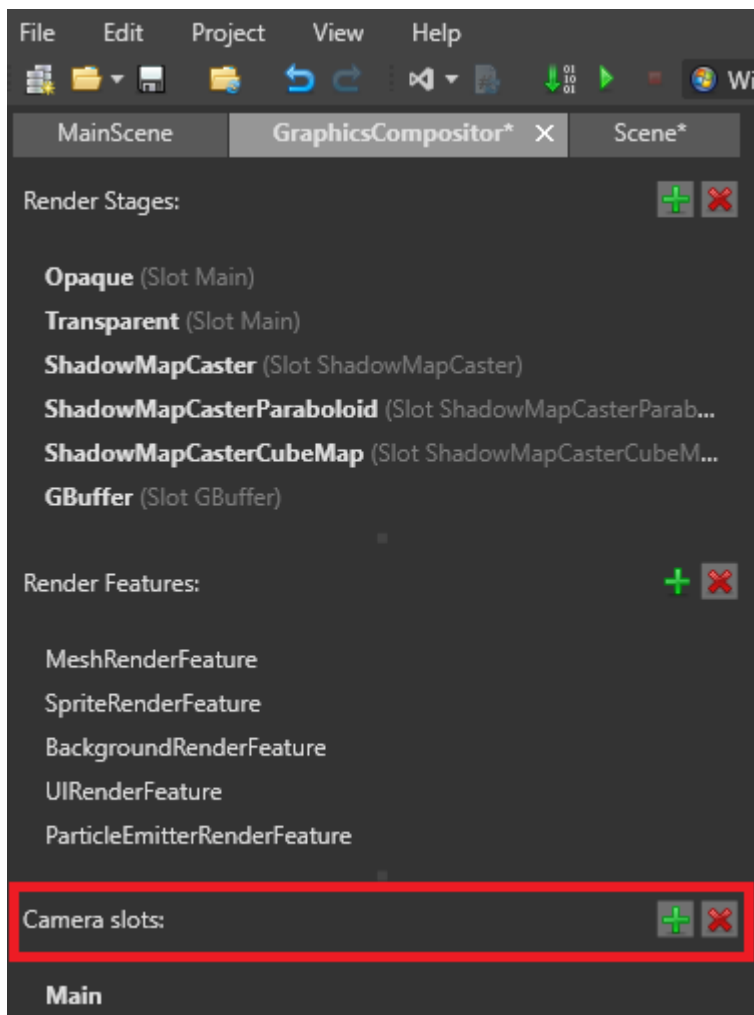 File Edit Project View Help
Wi
MainScene GraphicsCompositor* Scene*
Render Stages:
Opaque (Slot Main)
Transparent (Slot Main)
ShadowMapCaster (Slot ShadowMapCaster)
ShadowMapCasterParaboloid (Slot ShadowMapCasterParab...
ShadowMapCasterCubeMap (Slot ShadowMapCasterCubeM...
GBuffer (Slot GBuffer)
Render Features:
MeshRenderFeature
SpriteRenderFeature
BackgroundRenderFeature
UIRenderFeature
ParticleEmitterRenderFeature
Camera slots:
Main